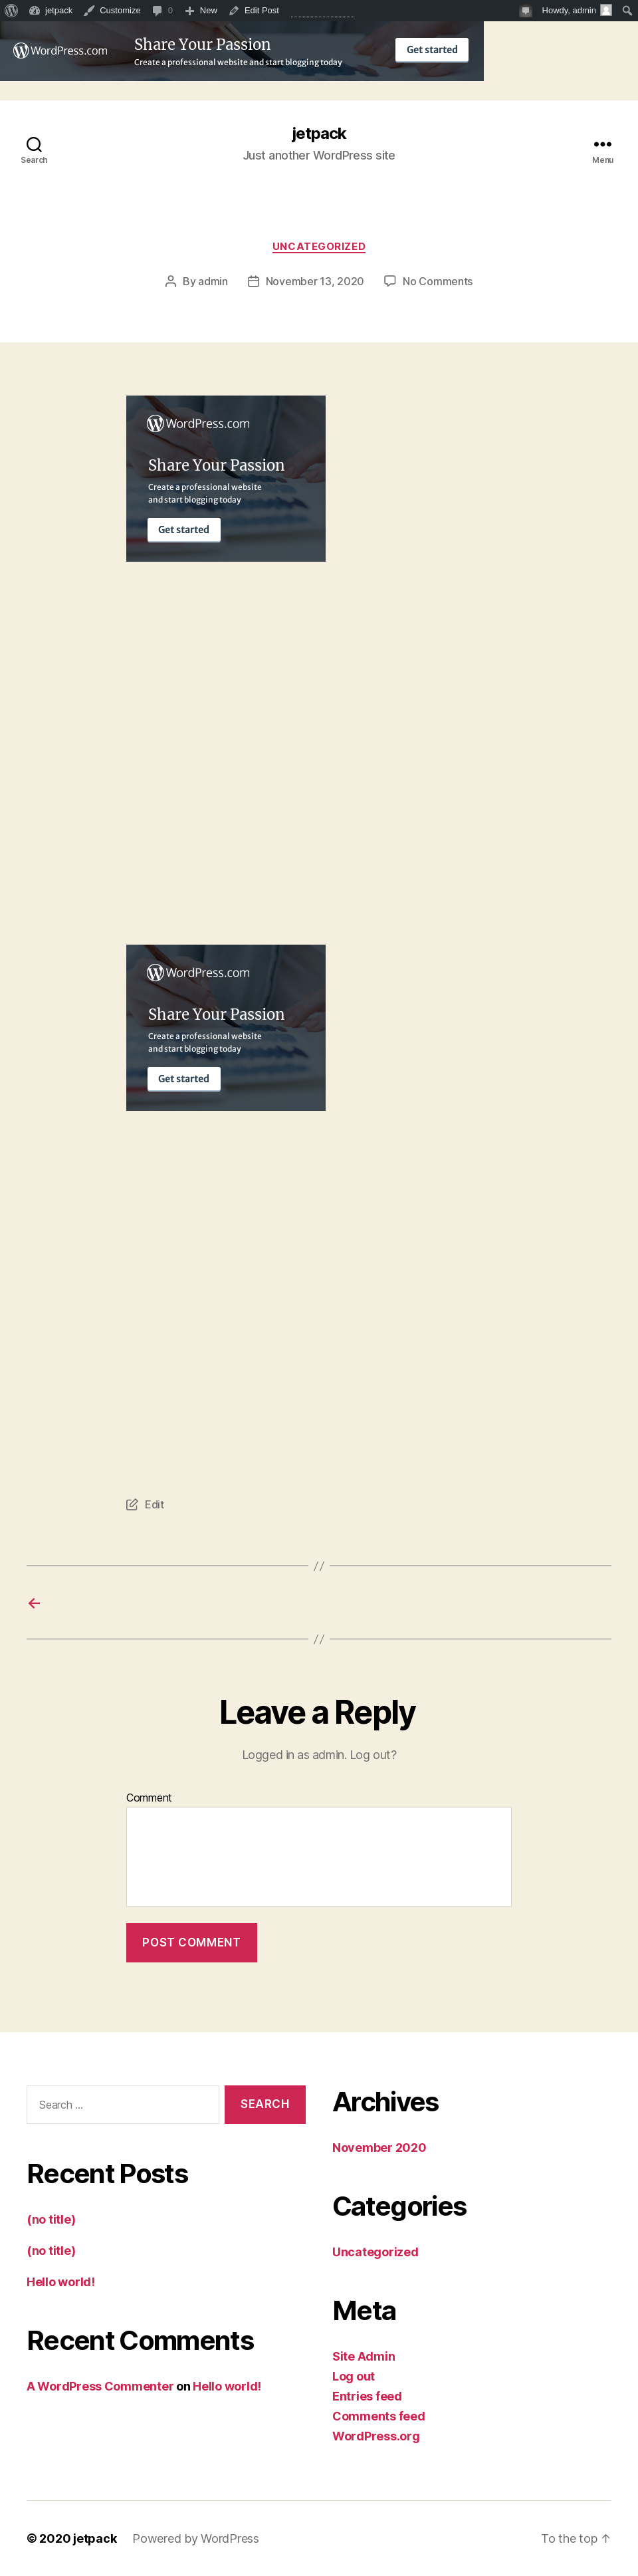 jetpack Customize 0 New Edit Post Howdy, admin
WordPress.com Share Your Passion Get started
Create a professional website and start blogging today
jetpack
Just another WordPress site
Search
Menu
UNCATEGORIZED
By admin November 13, 2020 No Comments
WordPress.com
Share Your Passion
Create a professional website
and start blogging today
Get started
WordPress.com
Share Your Passion
Create a professional website
and start blogging today
Get started
Edit
//
←
//
Leave a Reply
Logged in as admin. Log out?
Comment
POST COMMENT
Search …
SEARCH
Recent Posts
(no title)
(no title)
Hello world!
Recent Comments
A WordPress Commenter on Hello world!
Archives
November 2020
Categories
Uncategorized
Meta
Site Admin
Log out
Entries feed
Comments feed
WordPress.org
© 2020 jetpack Powered by WordPress To the top ↑